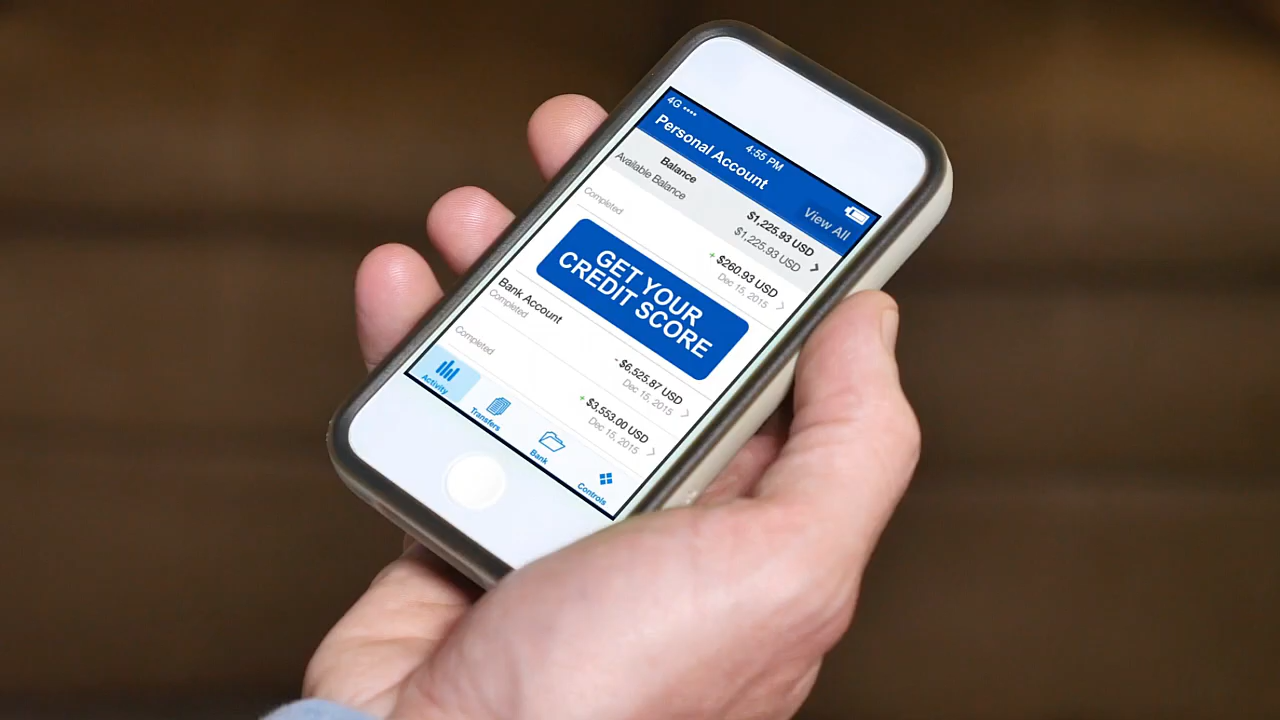 4G
4:55 PM
Personal Account
View All
Balance
$1,225.93 USD
Available Balance
$1,225.93 USD
Completed
+ $260.93 USD
Dec 15, 2015
GET YOUR
CREDIT SCORE
Bank Account
Completed
- $6,525.87 USD
Dec 15, 2015
Completed
+ $3,553.00 USD
Dec 15, 2015
Activity
Transfers
Bank
Controls